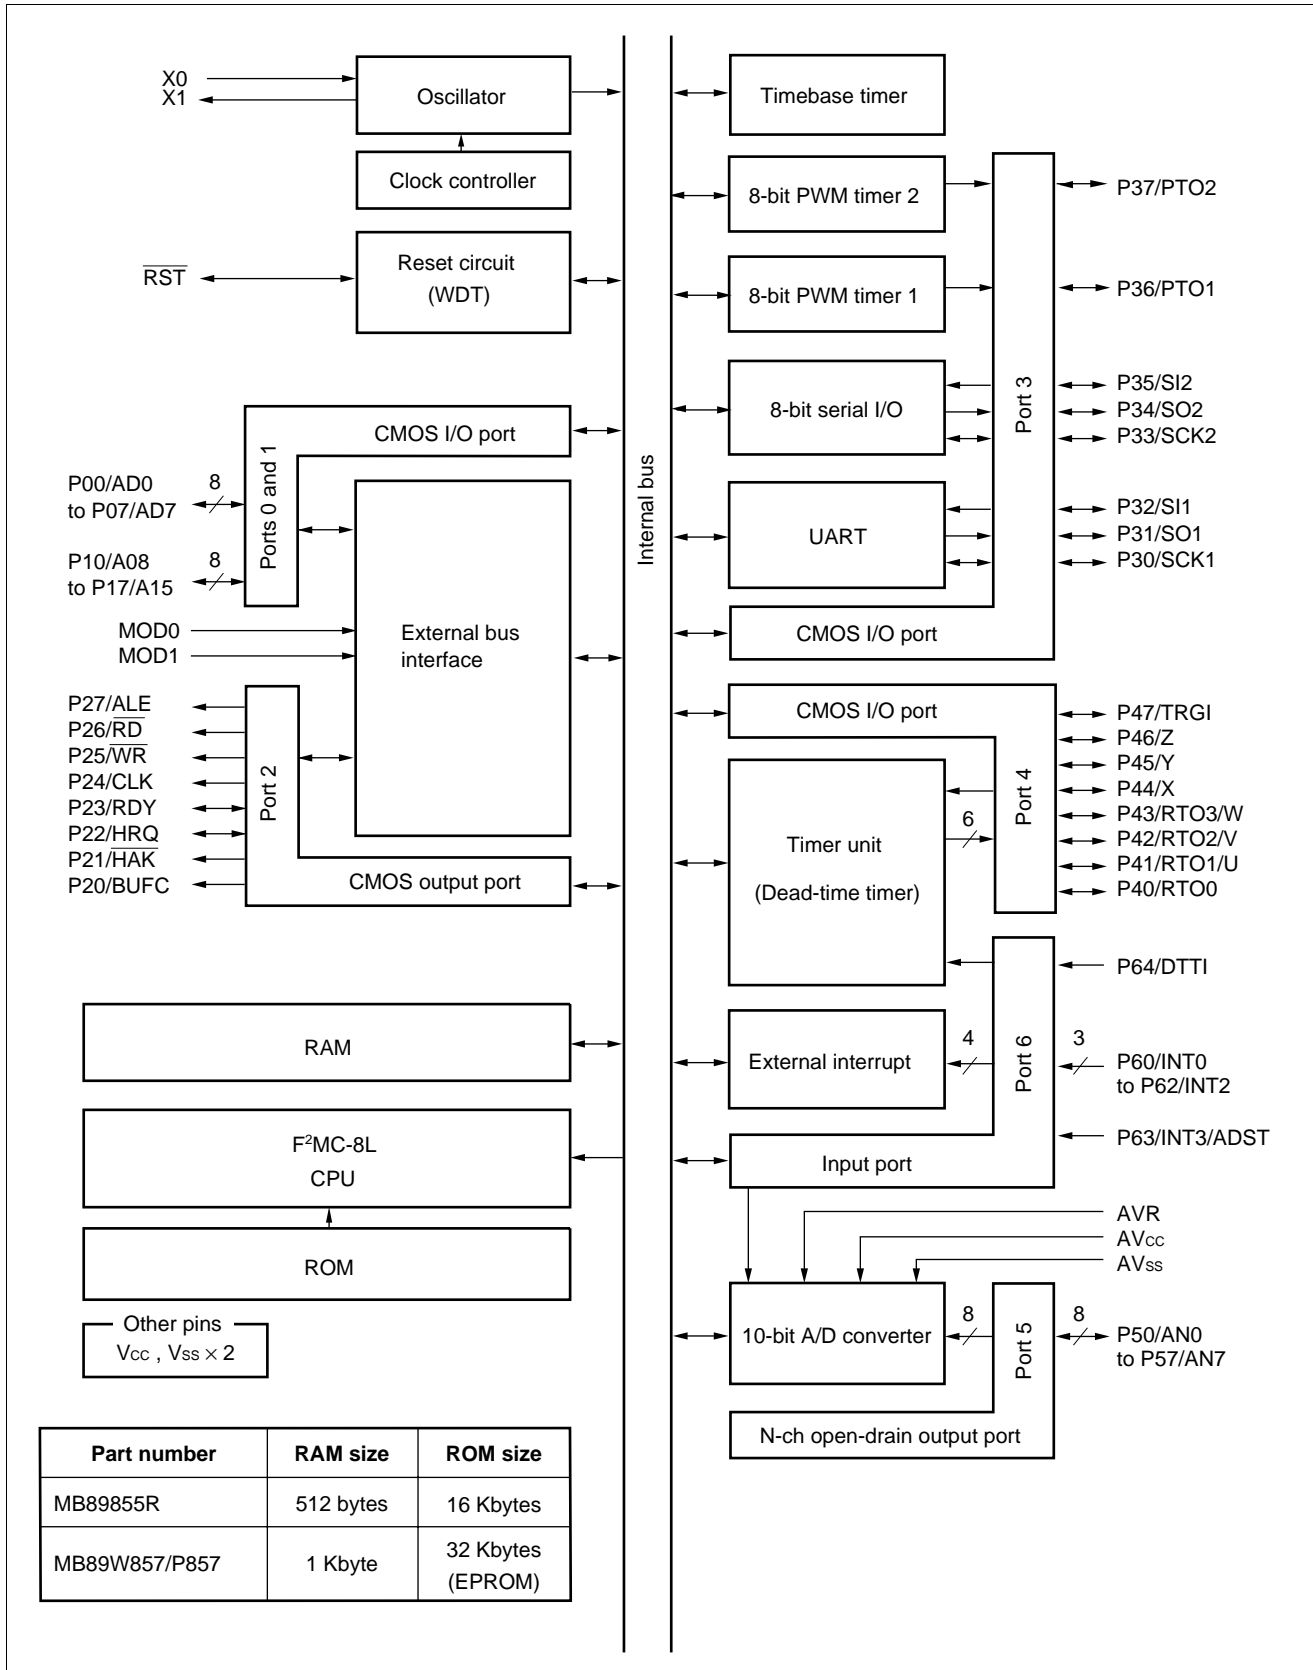 X0
X1
Oscillator
Clock controller
R̅S̅T̅
Reset circuit
(WDT)
CMOS I/O port
Ports 0 and 1
P00/AD0
to P07/AD7
8
P10/A08
to P17/A15
8
MOD0
MOD1
External bus
interface
P27/ALE
P26/R̅D̅
P25/W̅R̅
P24/CLK
P23/RDY
P22/HRQ
P21/H̅A̅K̅
P20/BUFC
Port 2
CMOS output port
RAM
F²MC-8L
CPU
ROM
Other pins
Vcc , Vss × 2
Internal bus
Timebase timer
8-bit PWM timer 2
8-bit PWM timer 1
8-bit serial I/O
UART
CMOS I/O port
Port 3
P37/PTO2
P36/PTO1
P35/SI2
P34/SO2
P33/SCK2
P32/SI1
P31/SO1
P30/SCK1
CMOS I/O port
Port 4
Timer unit
(Dead-time timer)
6
P47/TRGI
P46/Z
P45/Y
P44/X
P43/RTO3/W
P42/RTO2/V
P41/RTO1/U
P40/RTO0
P64/DTTI
External interrupt
4
Port 6
3
P60/INT0
to P62/INT2
P63/INT3/ADST
Input port
AVR
AVcc
AVss
10-bit A/D converter
8
Port 5
8
P50/AN0
to P57/AN7
N-ch open-drain output port
Part number RAM size ROM size
MB89855R 512 bytes 16 Kbytes
MB89W857/P857 1 Kbyte 32 Kbytes
(EPROM)